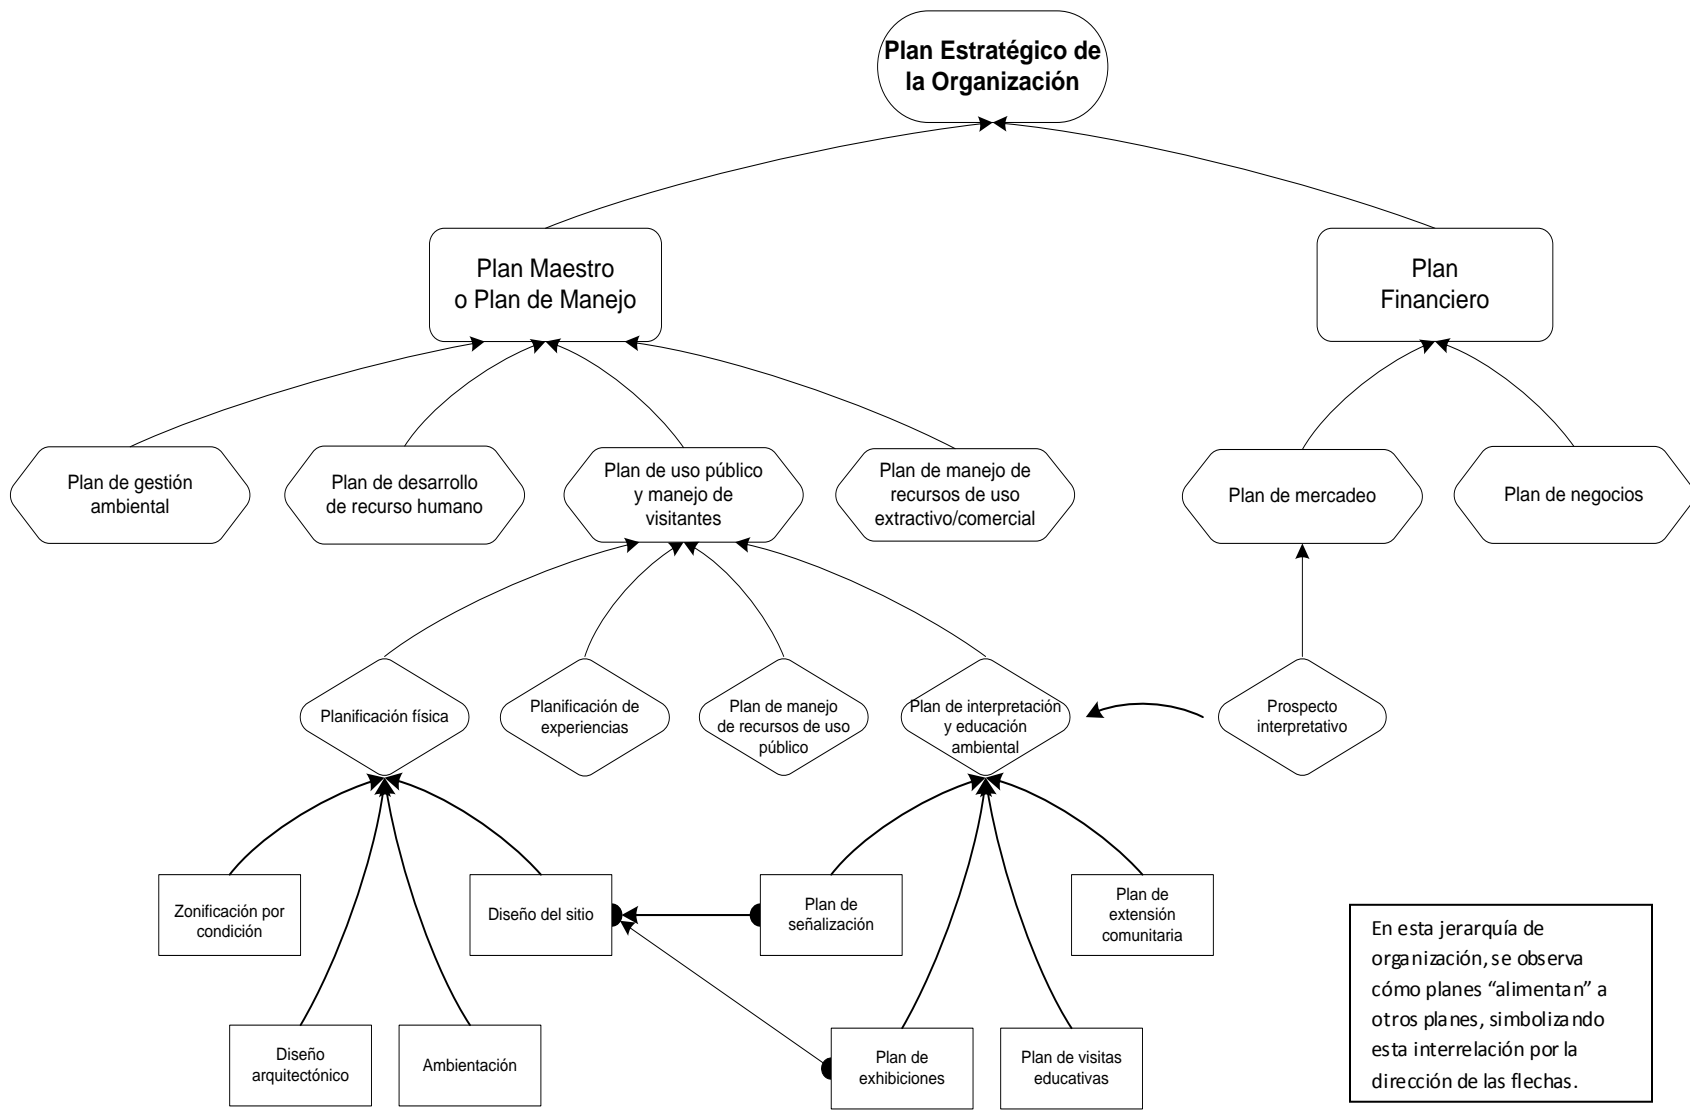 Plan Estratégico de
la Organización
Plan Maestro
o Plan de Manejo
Plan
Financiero
Plan de gestión
ambiental
Plan de desarrollo
de recurso humano
Plan de uso público
y manejo de
visitantes
Plan de manejo de
recursos de uso
extractivo/comercial
Plan de mercadeo
Plan de negocios
Planificación física
Planificación de
experiencias
Plan de manejo
de recursos de uso
público
Plan de interpretación
y educación
ambiental
Prospecto
interpretativo
Zonificación por
condición
Diseño del sitio
Plan de
señalización
Plan de
extensión
comunitaria
Diseño
arquitectónico
Ambientación
Plan de
exhibiciones
Plan de visitas
educativas
En esta jerarquía de
organización, se observa
cómo planes “alimentan” a
otros planes, simbolizando
esta interrelación por la
dirección de las flechas.